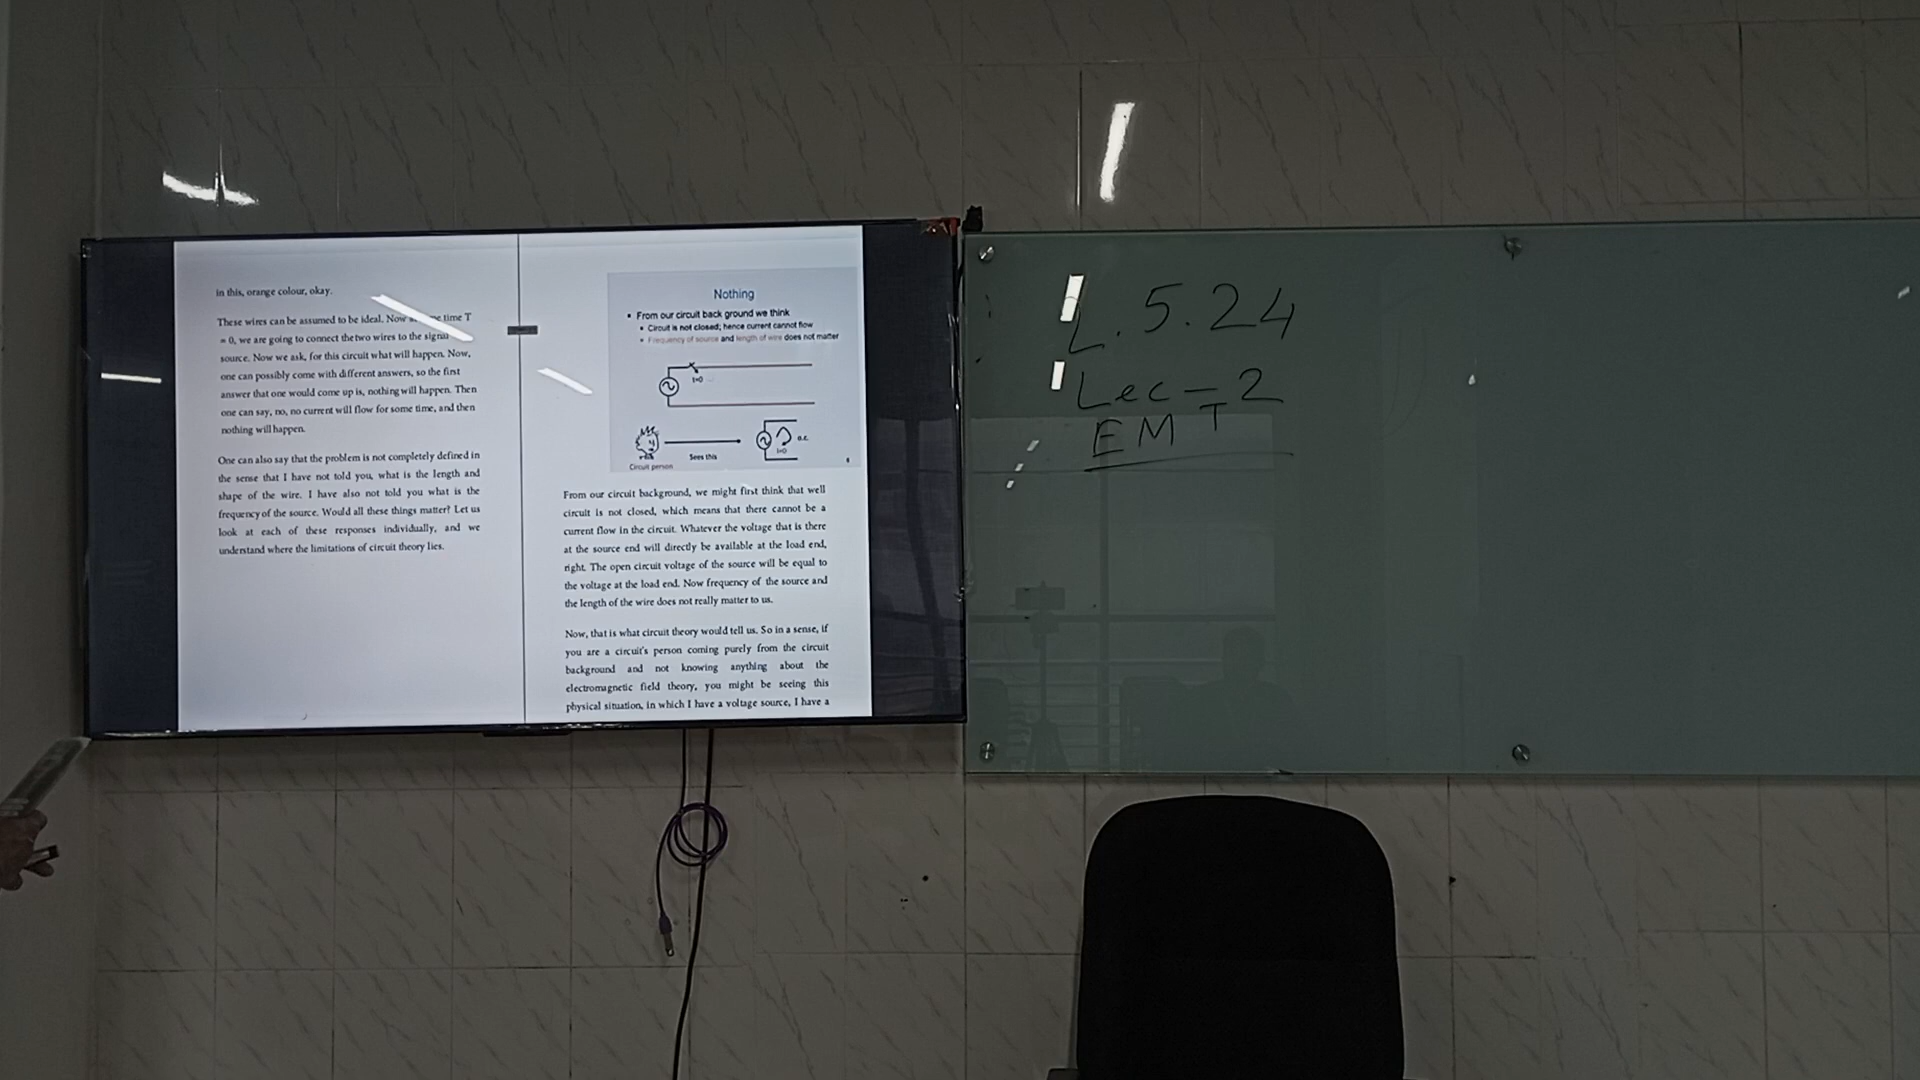 in this, orange colour, okay.
These wires can be assumed to be ideal. Now time T
= 0, we are going to connect the two wires to the signal
source. Now we ask, for this circuit what will happen. Now,
one can possibly come with different answers, so the first
answer that one would come up is, nothing will happen. Then
one can say, no, no current will flow for some time, and then
nothing will happen.
One can also say that the problem is not completely defined in
the sense that I have not told you, what is the length and
shape of the wire. I have also not told you what is the
frequency of the source. Would all these things matter? Let us
look at each of these responses individually, and we
understand where the limitations of circuit theory lies.
Nothing
• From our circuit back ground we think
• Circuit is not closed; hence current cannot flow
• Frequency of source and length of wire does not matter
t=0
Circuit person
Sees this
t=0
o.c.
From our circuit background, we might first think that well
circuit is not closed, which means that there cannot be a
current flow in the circuit. Whatever the voltage that is there
at the source end will directly be available at the load end,
right. The open circuit voltage of the source will be equal to
the voltage at the load end. Now frequency of the source and
the length of the wire does not really matter to us.
Now, that is what circuit theory would tell us. So in a sense, if
you are a circuit's person coming purely from the circuit
background and not knowing anything about the
electromagnetic field theory, you might be seeing this
physical situation, in which I have a voltage source, I have a
.5.24
Lec - 2
EMT